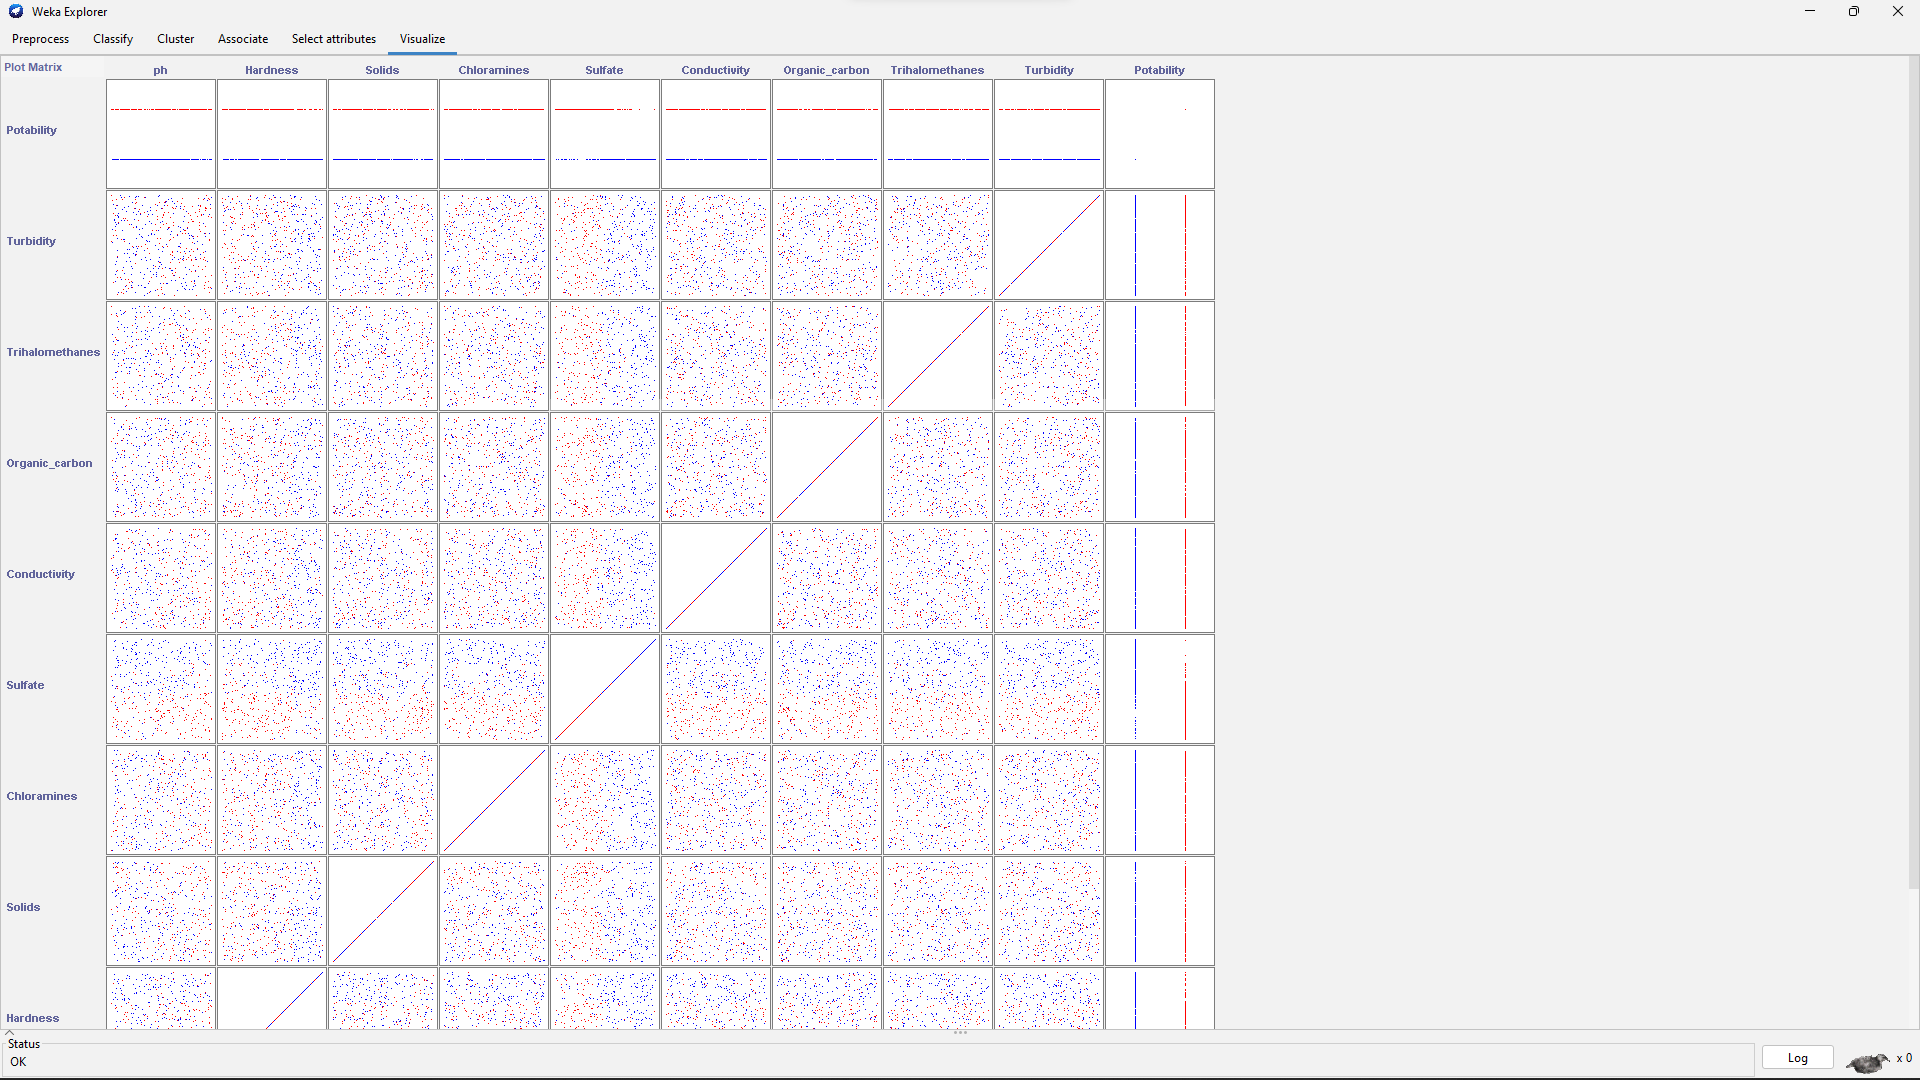 Weka Explorer
Preprocess Classify Cluster Associate Select attributes Visualize
Plot Matrix
ph Hardness Solids Chloramines Sulfate Conductivity Organic_carbon Trihalomethanes Turbidity Potability
Potability
Turbidity
Trihalomethanes
Organic_carbon
Conductivity
Sulfate
Chloramines
Solids
Hardness
Status
OK
Log
x 0